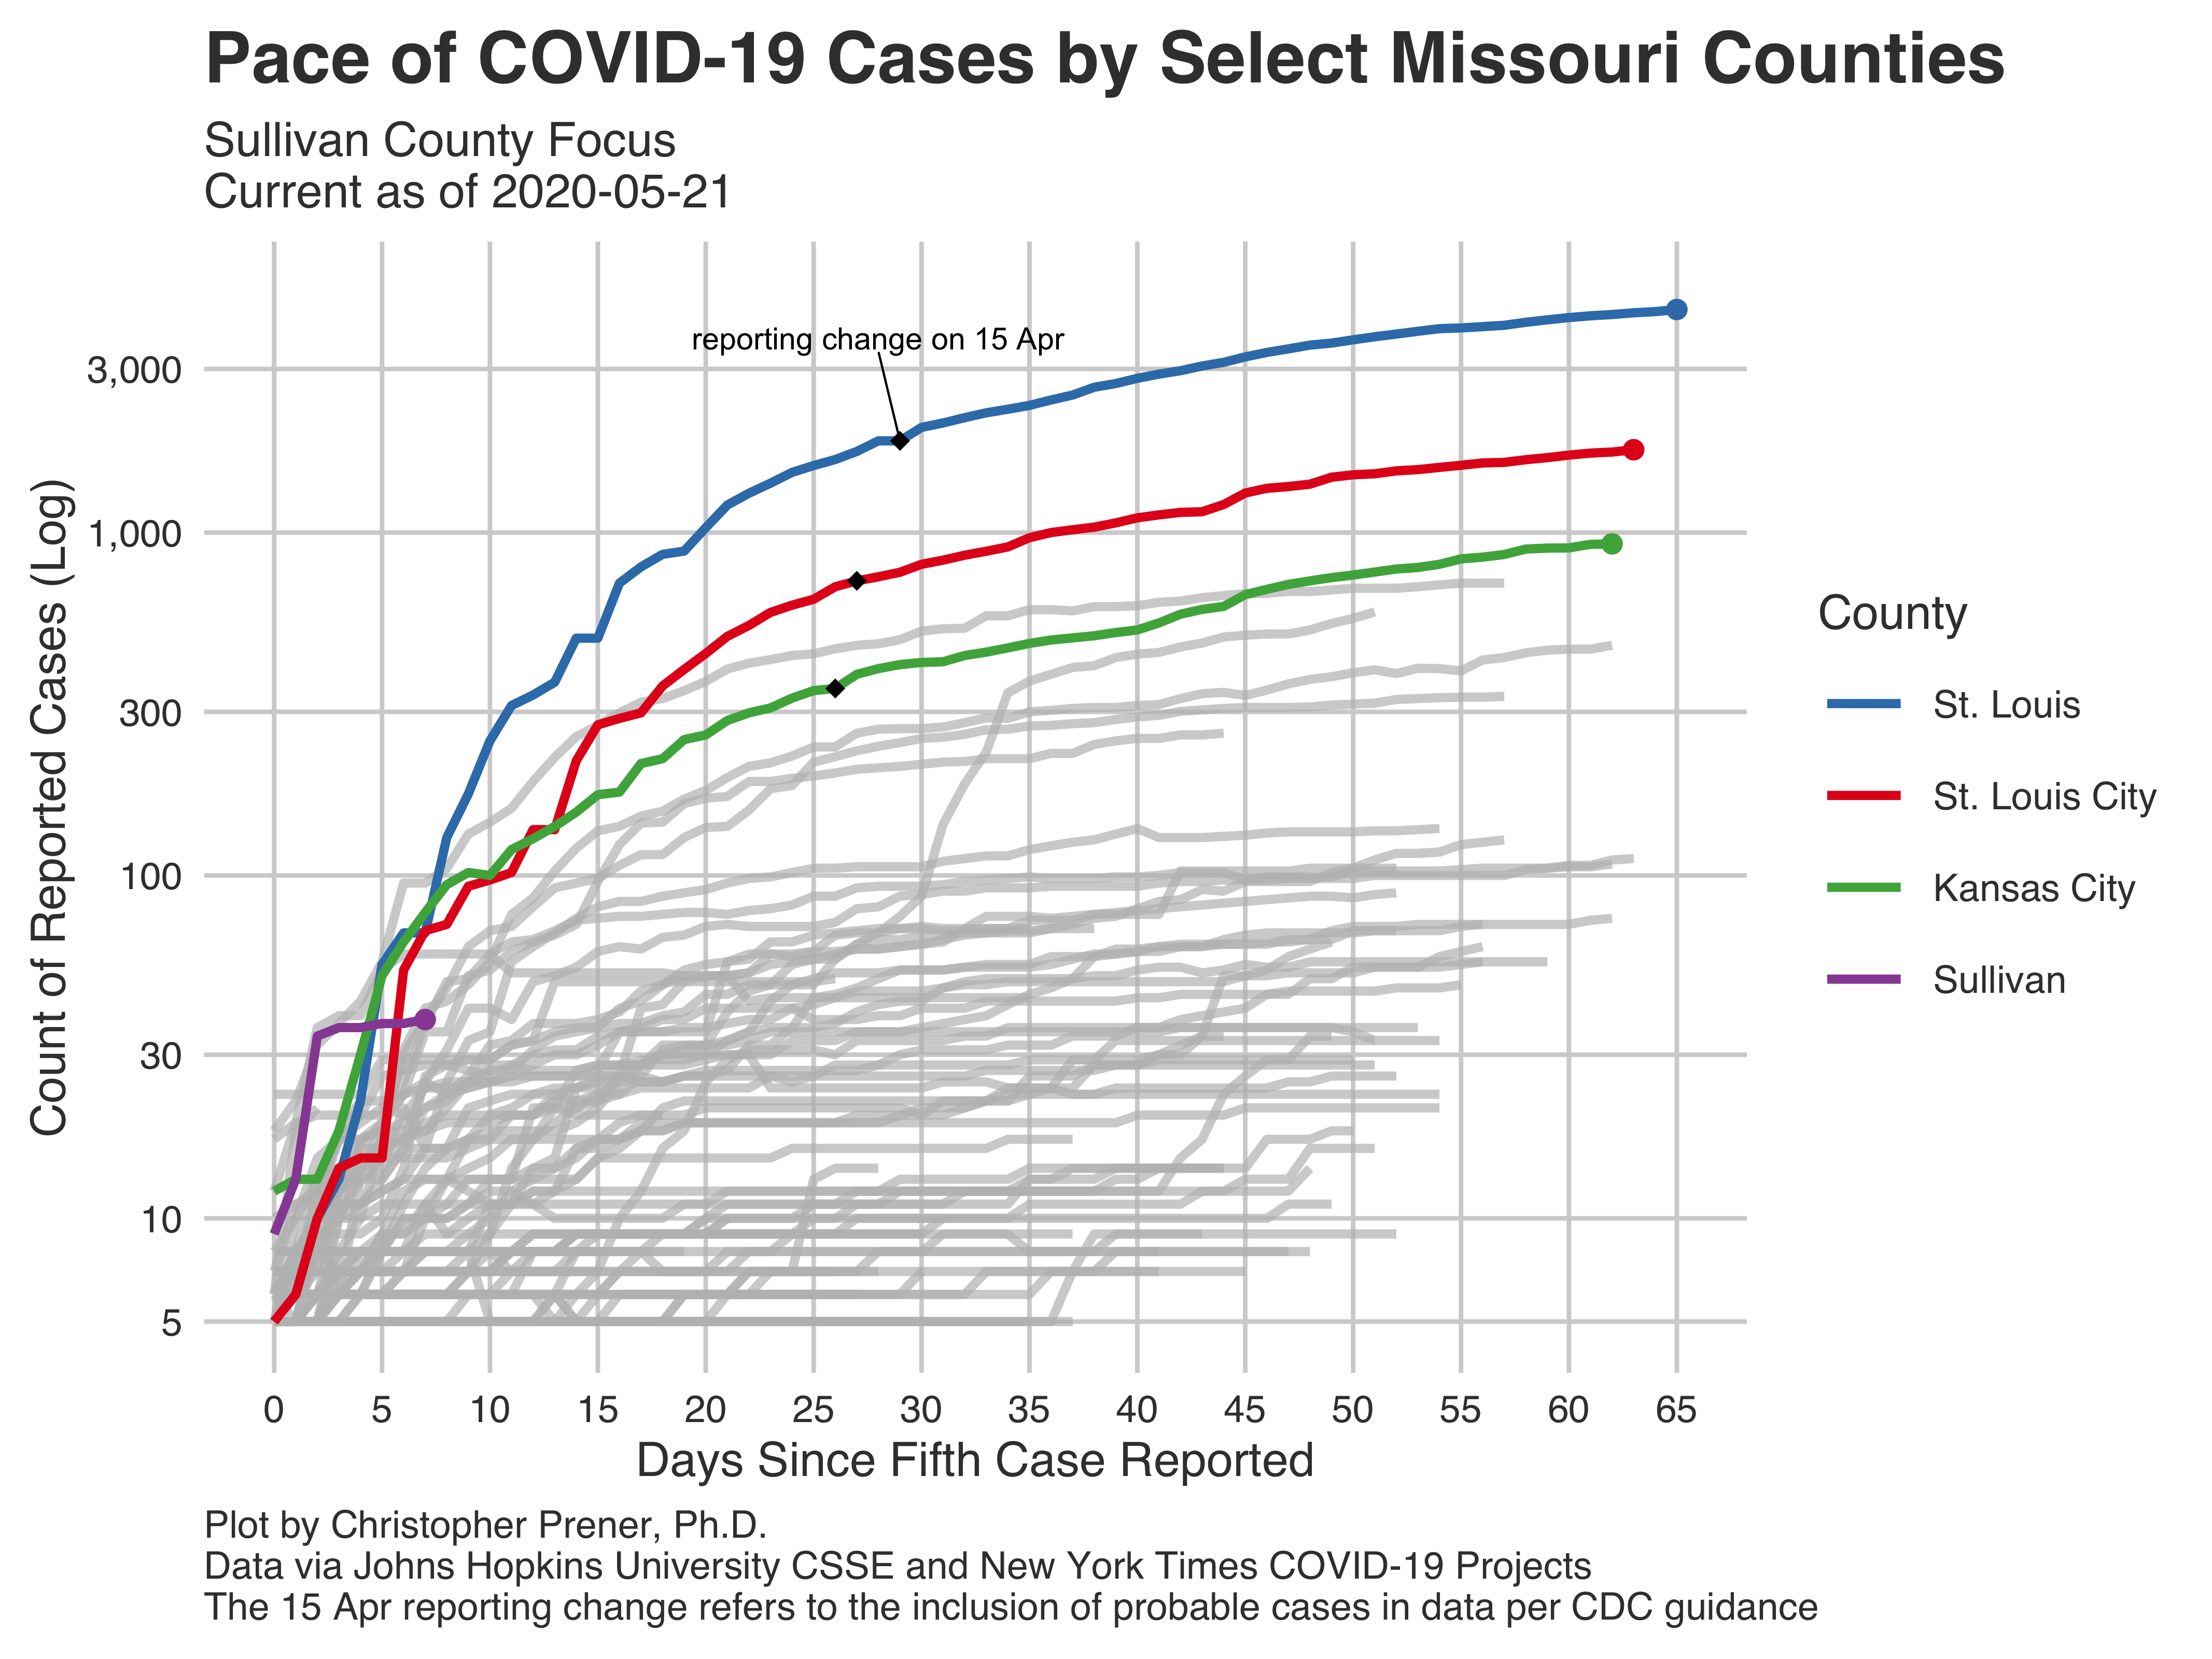 Pace of COVID-19 Cases by Select Missouri Counties
Sullivan County Focus
Current as of 2020-05-21
reporting change on 15 Apr
Count of Reported Cases (Log)
3,000
1,000
300
100
30
10
5
0 5 10 15 20 25 30 35 40 45 50 55 60 65
Days Since Fifth Case Reported
County
St. Louis
St. Louis City
Kansas City
Sullivan
Plot by Christopher Prener, Ph.D.
Data via Johns Hopkins University CSSE and New York Times COVID-19 Projects
The 15 Apr reporting change refers to the inclusion of probable cases in data per CDC guidance